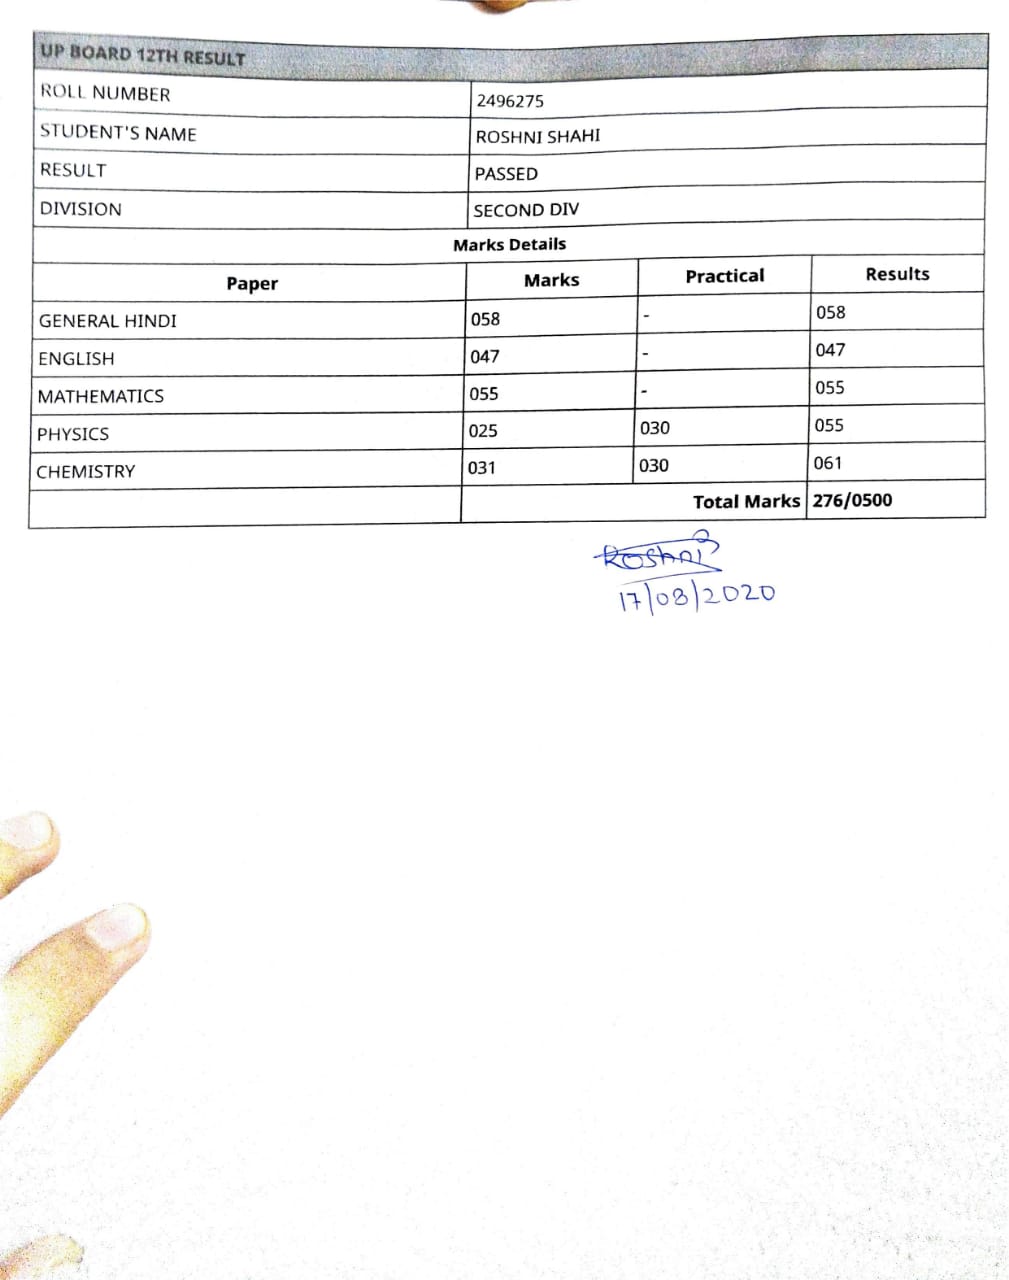 UP BOARD 12TH RESULT
ROLL NUMBER 2496275
STUDENT'S NAME ROSHNI SHAHI
RESULT PASSED
DIVISION SECOND DIV
Marks Details
Paper Marks Practical Results
GENERAL HINDI 058 - 058
ENGLISH 047 - 047
MATHEMATICS 055 - 055
PHYSICS 025 030 055
CHEMISTRY 031 030 061
Total Marks 276/0500
Roshni
17/08/2020